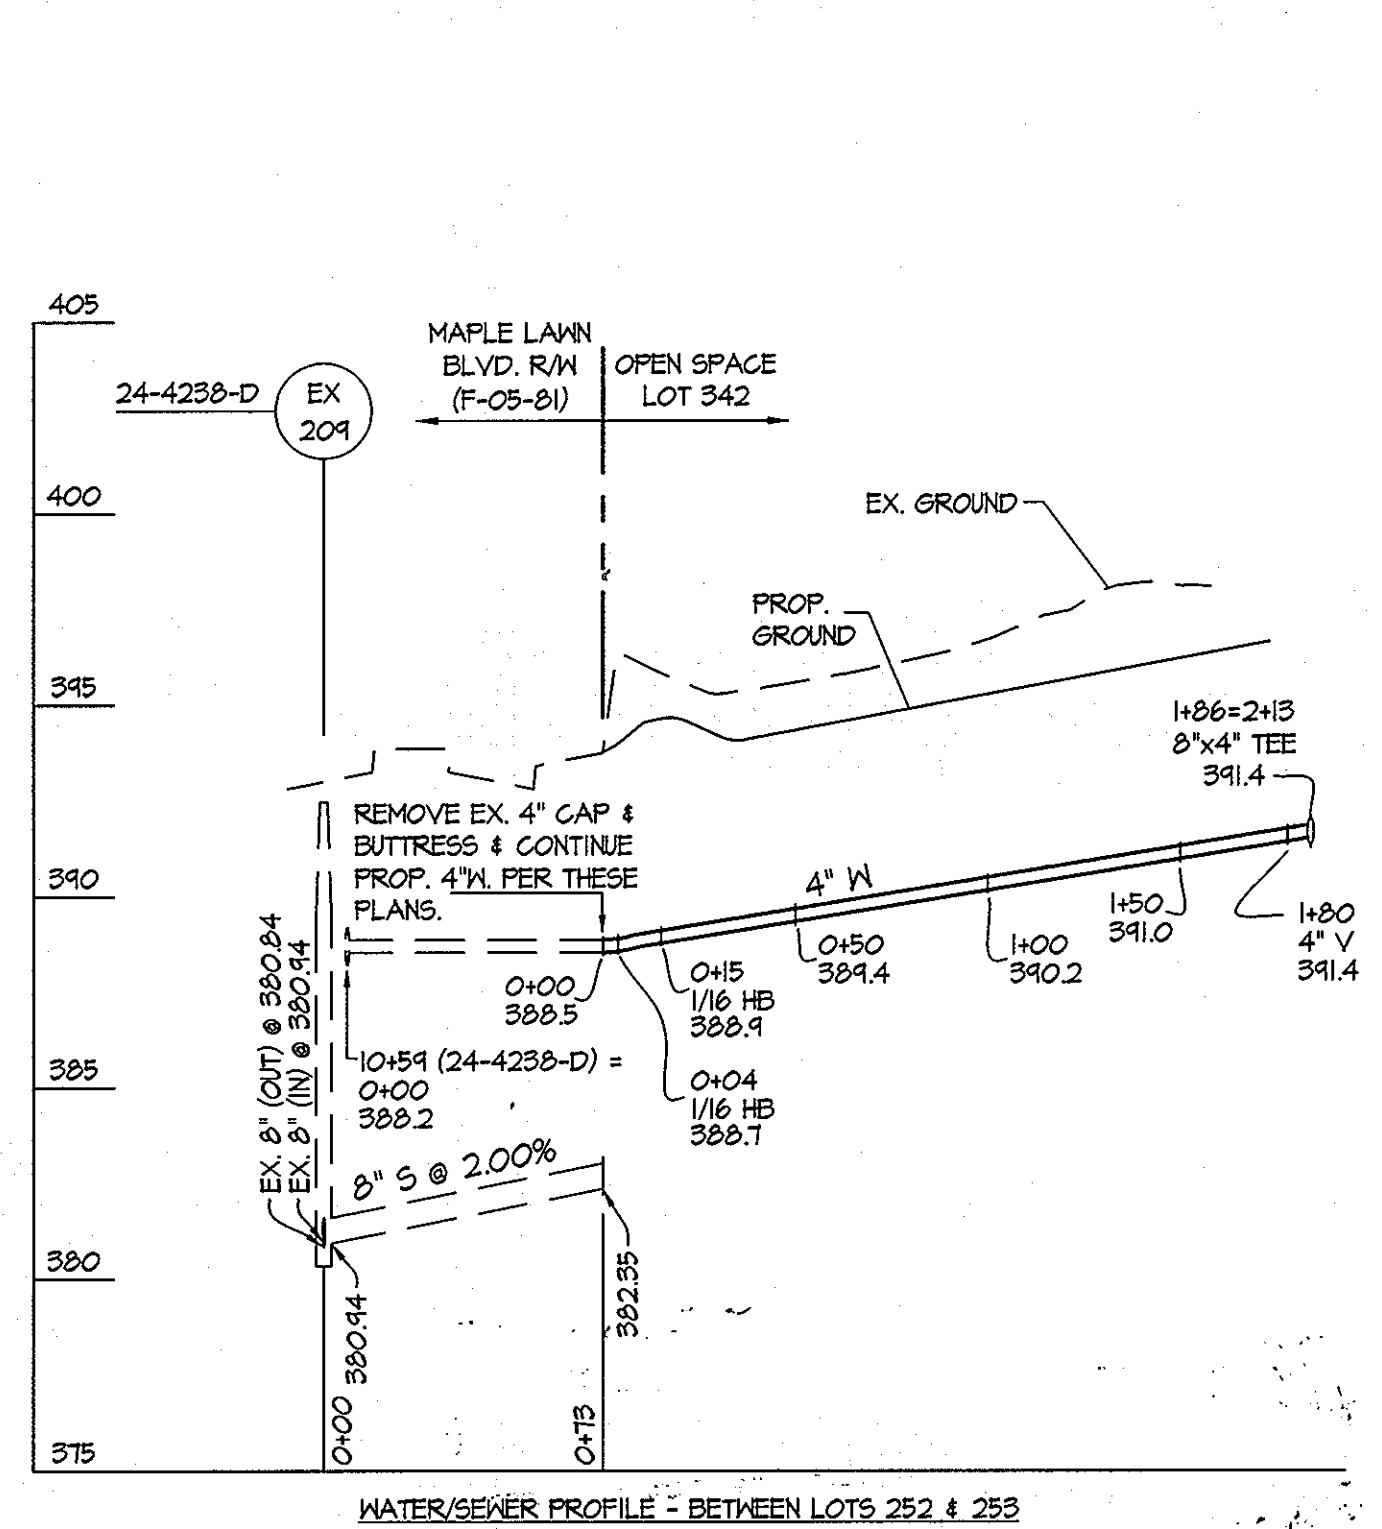 405
MAPLE LAWN
BLVD. R/W
(F-05-81)
OPEN SPACE
LOT 342
24-4238-D
EX
209
400
EX. GROUND
PROP.
GROUND
395
1+86=2+13
8"x4" TEE
391.4
REMOVE EX. 4" CAP &
BUTTRESS & CONTINUE
PROP. 4"W. PER THESE
PLANS.
390
4" W
1+50
391.0
1+80
4" V
391.4
0+50
389.4
1+00
390.2
0+15
1/16 HB
388.9
0+00
388.5
EX. 8" (OUT) @ 380.84
EX. 8" (IN) @ 380.94
385
10+59 (24-4238-D) =
0+00
388.2
0+04
1/16 HB
388.7
8" S @ 2.00%
380
380.94
382.35
0+00
0+73
375
WATER/SEWER PROFILE - BETWEEN LOTS 252 & 253